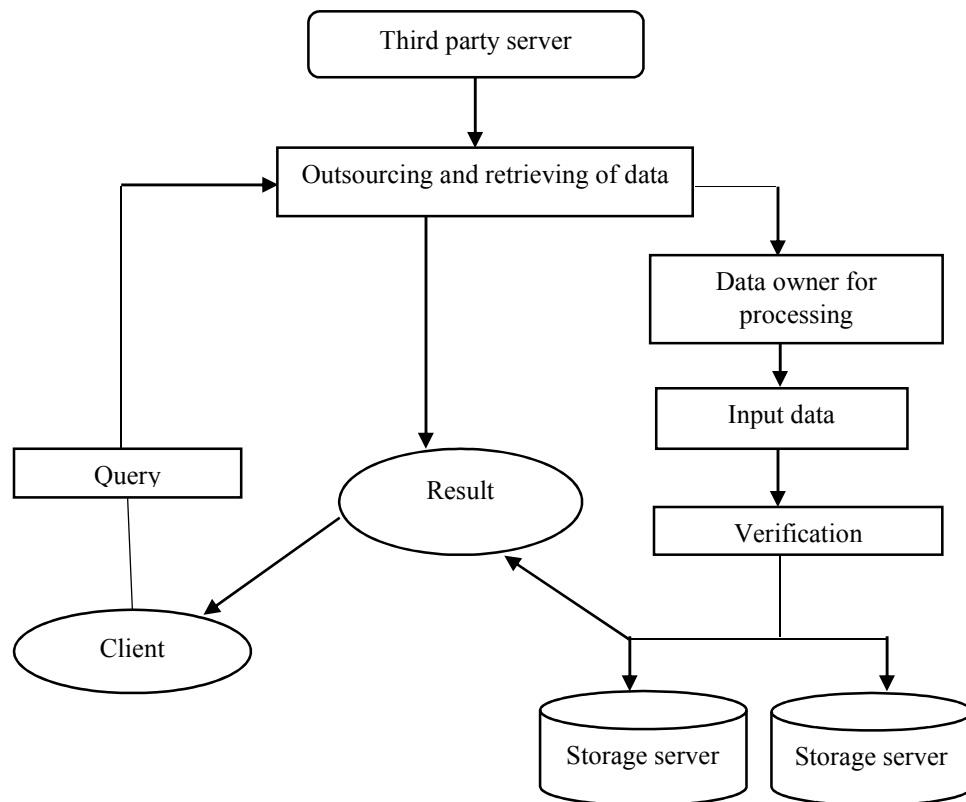 Third party server
Outsourcing and retrieving of data
Data owner for
processing
Input data
Query
Result
Verification
Client
Storage server
Storage server